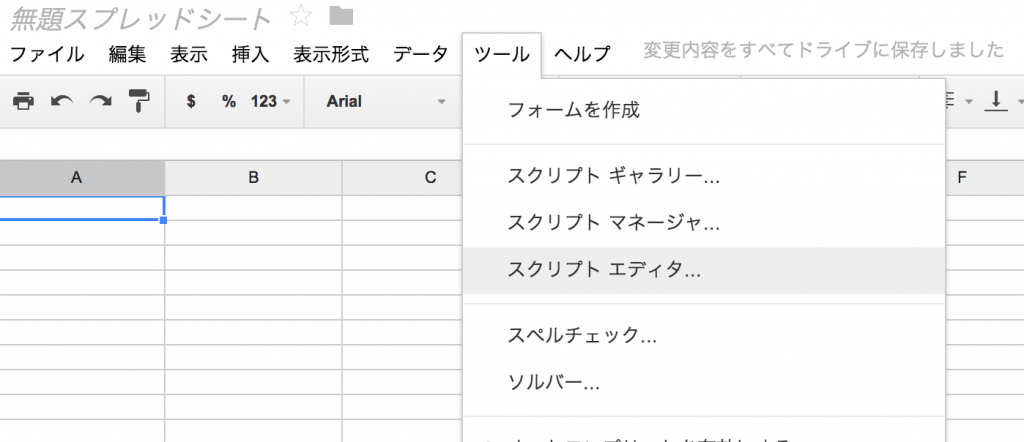 無題スプレッドシート
ファイル 編集 表示 挿入 表示形式 データ ツール ヘルプ 変更内容をすべてドライブに保存しました
$ % 123 Arial
フォームを作成
A B C F
スクリプト ギャラリー...
スクリプト マネージャ...
スクリプト エディタ...
スペルチェック...
ソルバー...